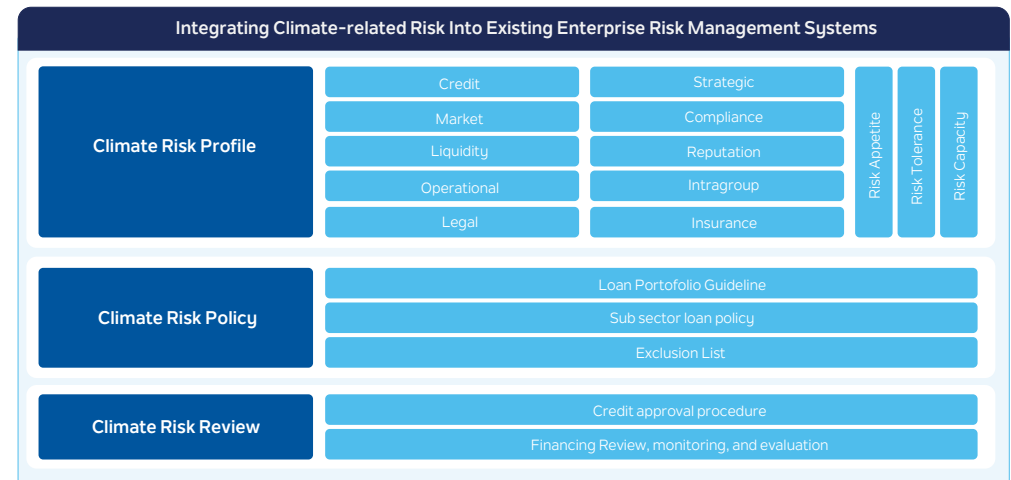 Integrating Climate-related Risk Into Existing Enterprise Risk Management Systems
Climate Risk Profile
Credit
Market
Liquidity
Operational
Legal
Strategic
Compliance
Reputation
Intragroup
Insurance
Risk Appetite
Risk Tolerance
Risk Capacity
Climate Risk Policy
Loan Portofolio Guideline
Sub sector loan policy
Exclusion List
Climate Risk Review
Credit approval procedure
Financing Review, monitoring, and evaluation